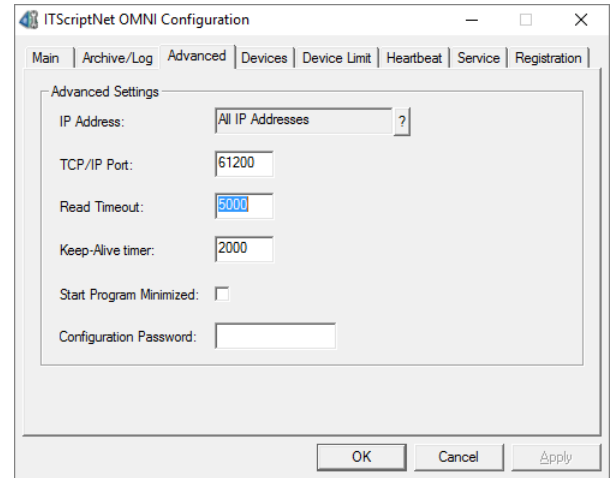 ITScriptNet OMNI Configuration
Main Archive/Log Advanced Devices Device Limit Heartbeat Service Registration
Advanced Settings
IP Address: All IP Addresses ?
TCP/IP Port: 61200
Read Timeout: 5000
Keep-Alive timer: 2000
Start Program Minimized:
Configuration Password:
OK Cancel Apply